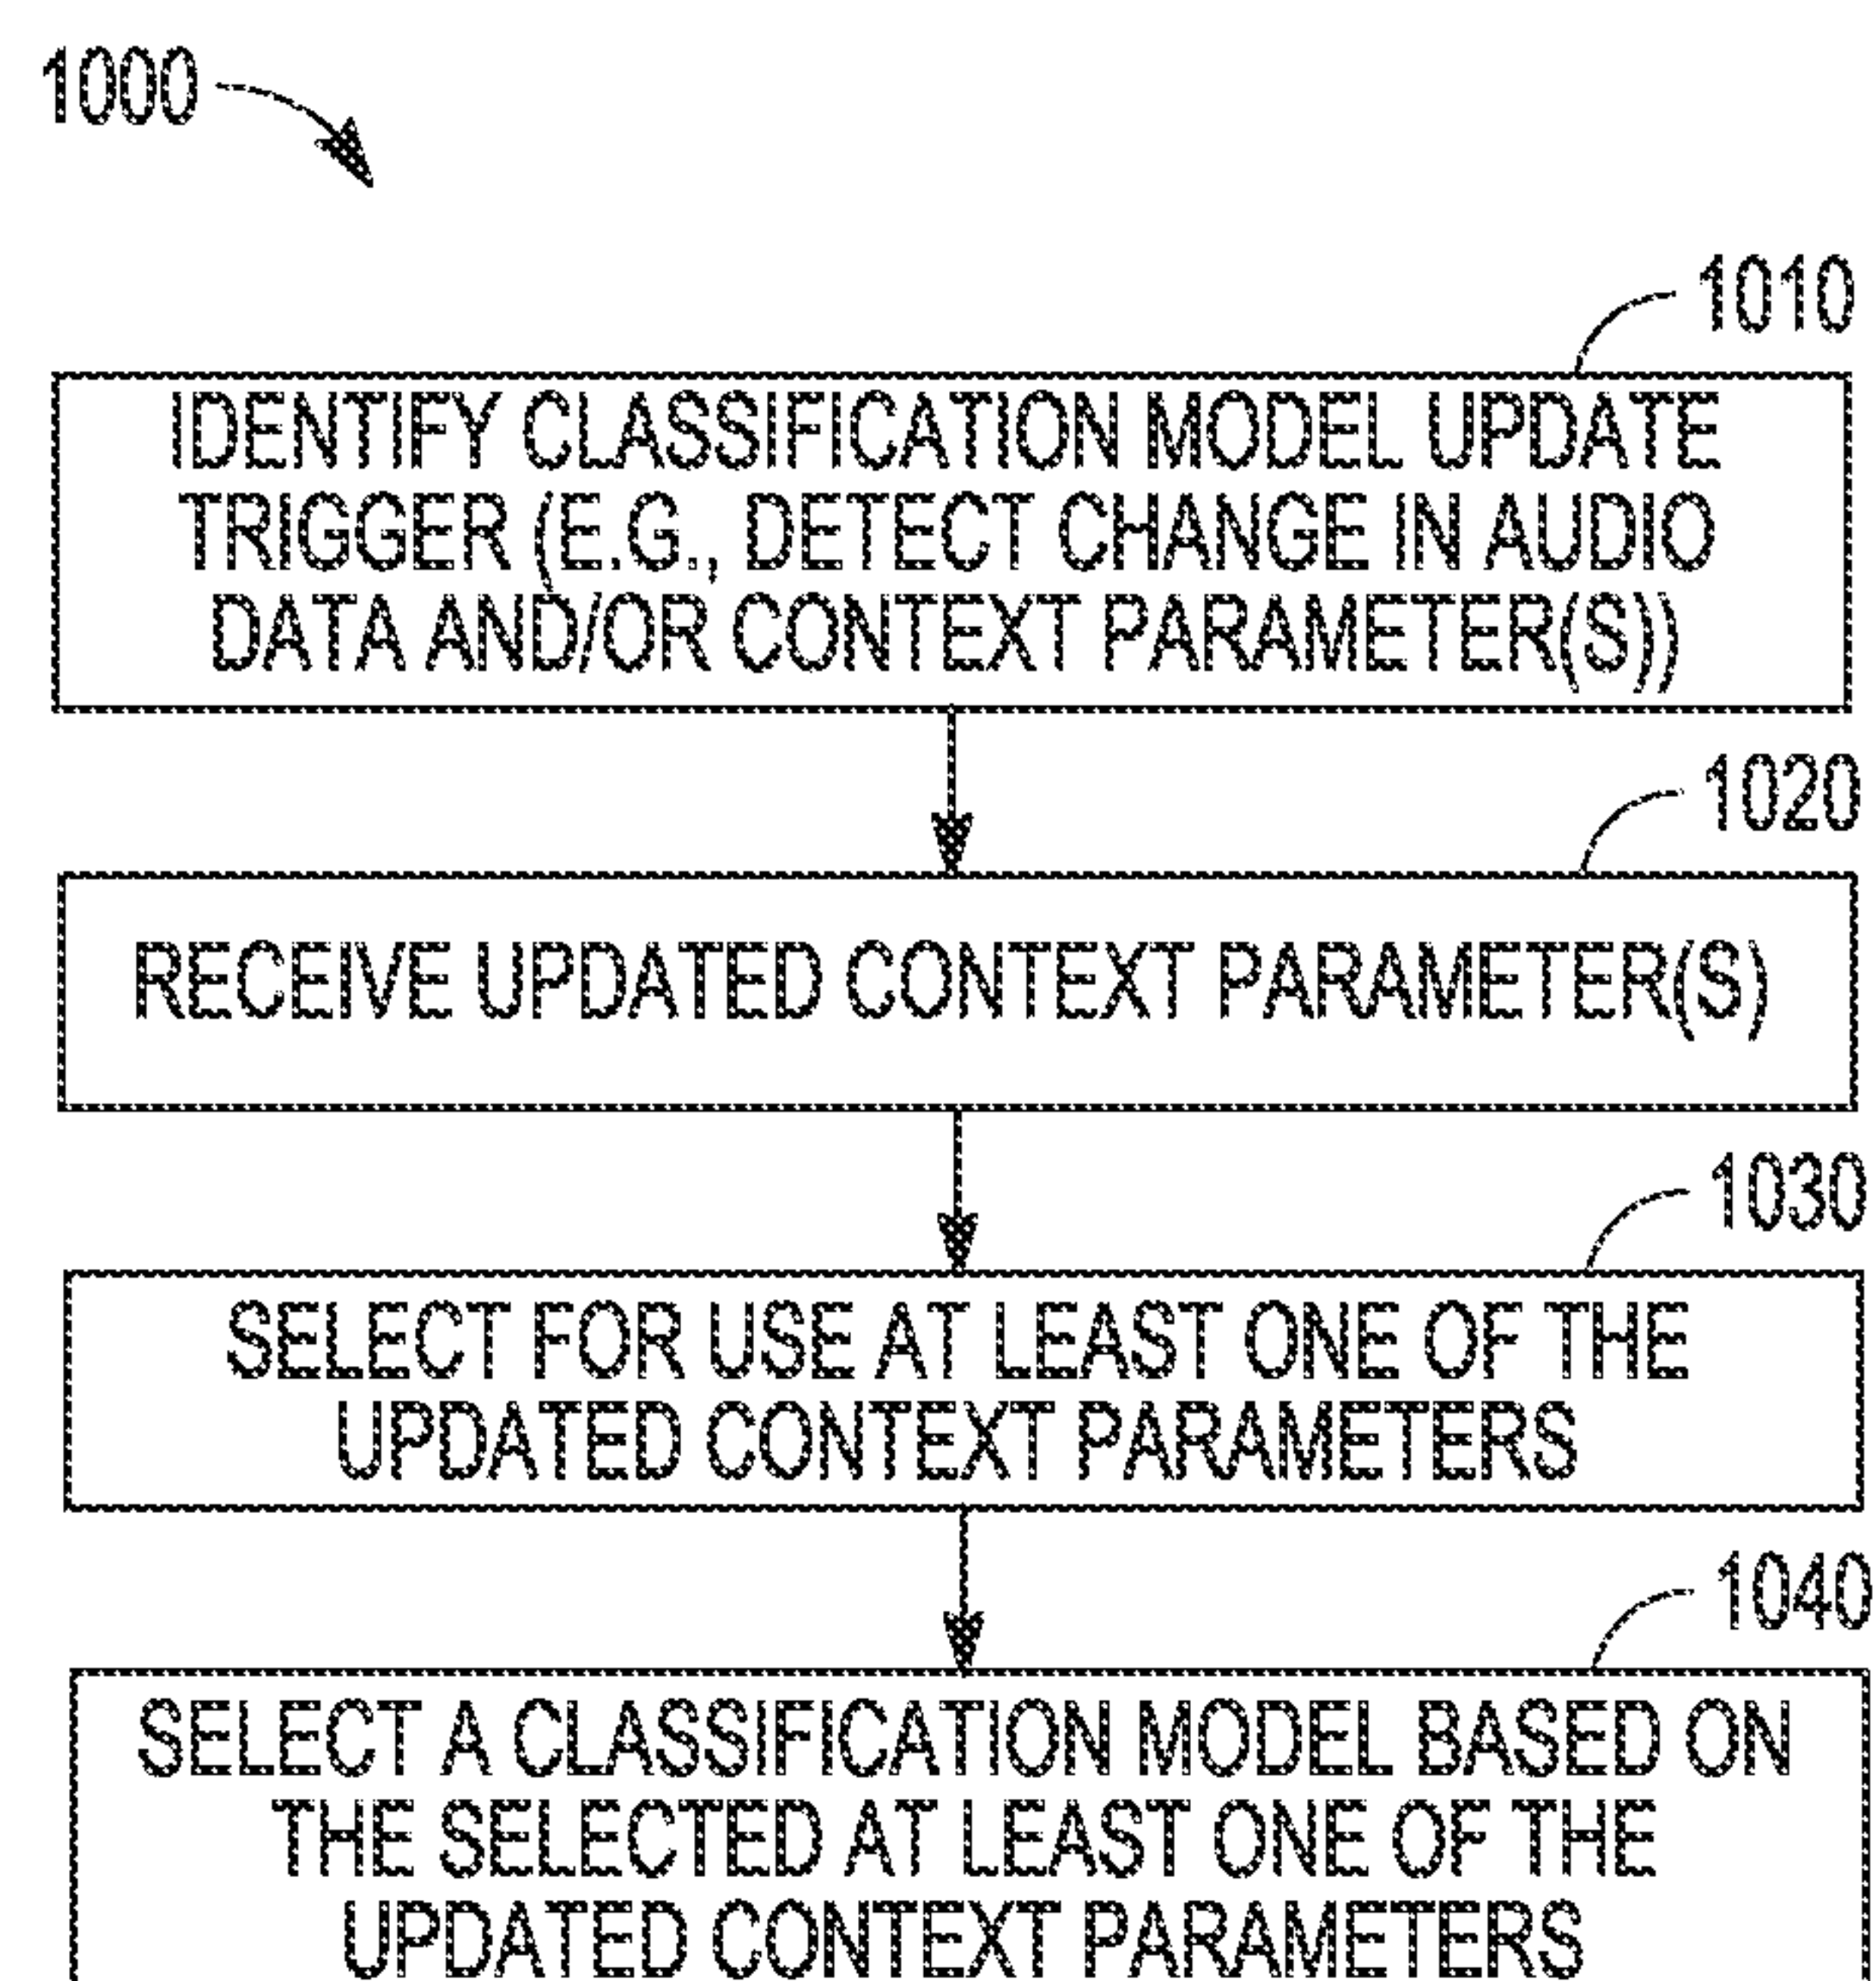 1000
1010
IDENTIFY CLASSIFICATION MODEL UPDATE
TRIGGER (E.G., DETECT CHANGE IN AUDIO
DATA AND/OR CONTEXT PARAMETER(S))
1020
RECEIVE UPDATED CONTEXT PARAMETER(S)
1030
SELECT FOR USE AT LEAST ONE OF THE
UPDATED CONTEXT PARAMETERS
1040
SELECT A CLASSIFICATION MODEL BASED ON
THE SELECTED AT LEAST ONE OF THE
UPDATED CONTEXT PARAMETERS